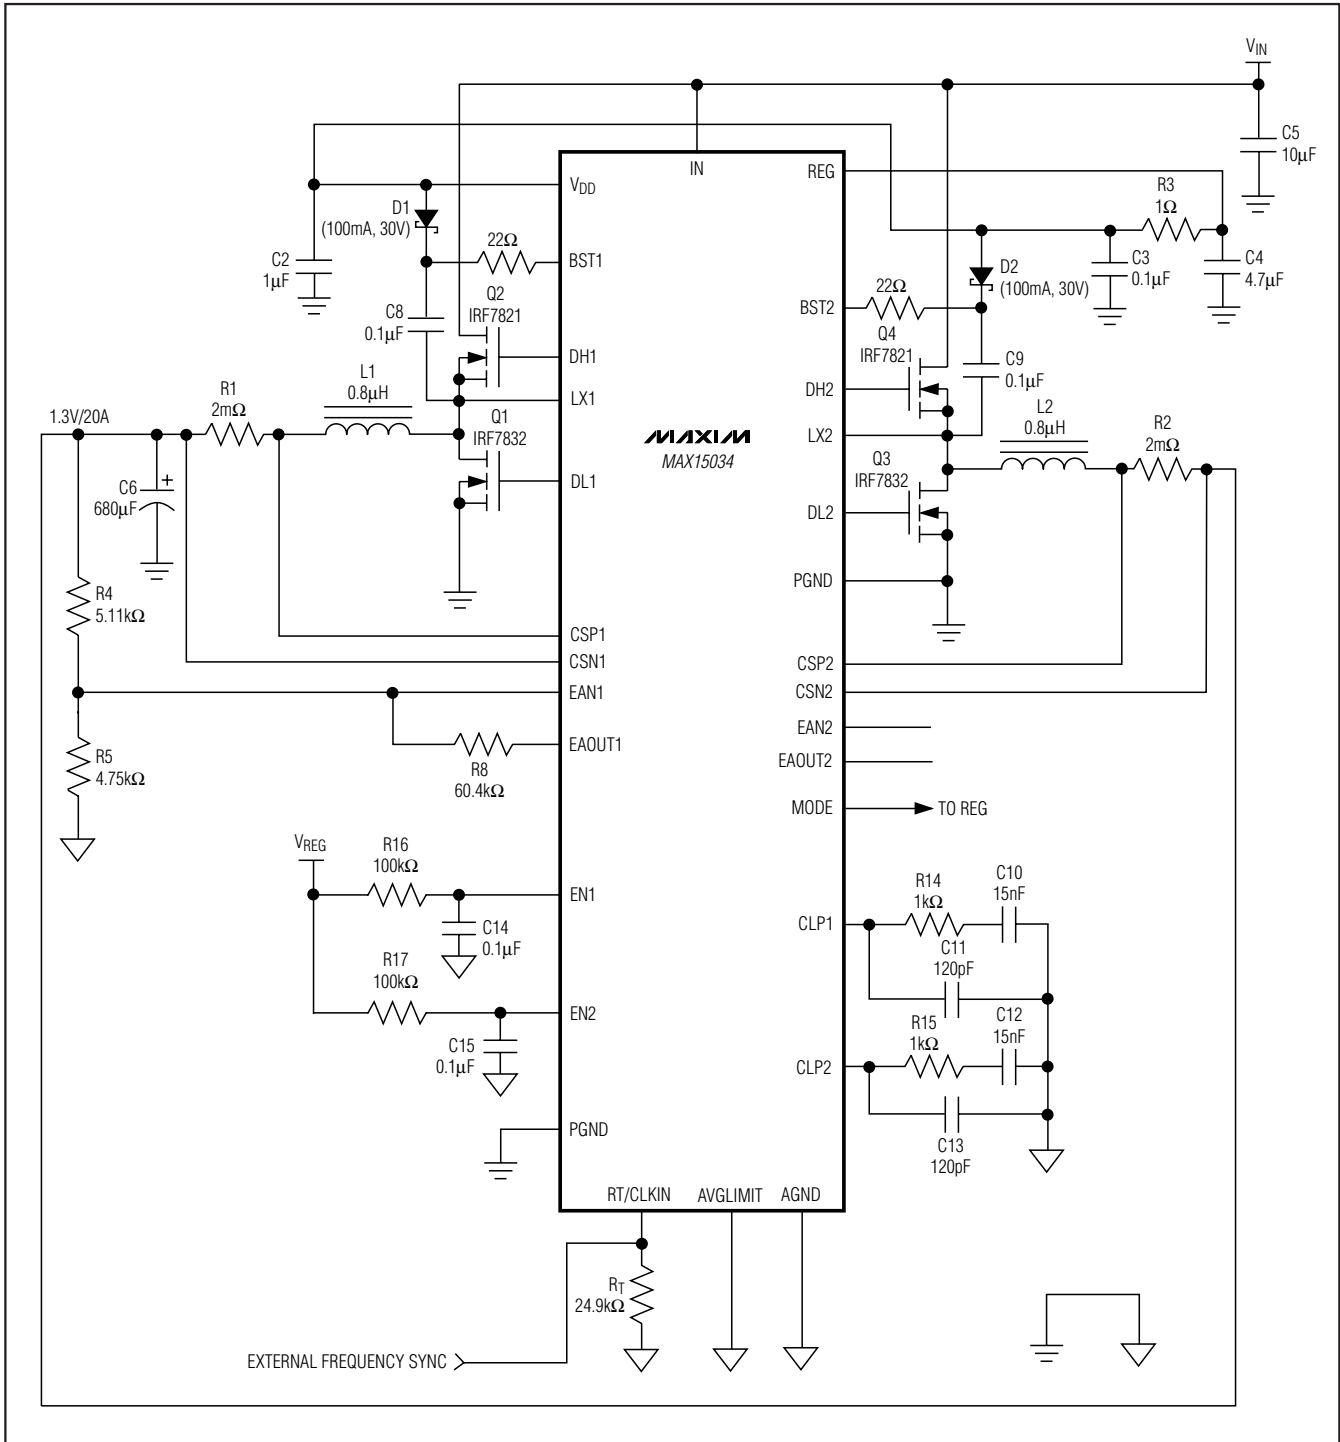 VIN
C5
10µF
IN
REG
VDD
D1
(100mA, 30V)
R3
1Ω
22Ω
BST1
C2
1µF
C3
0.1µF
C4
4.7µF
D2
(100mA, 30V)
22Ω
BST2
Q2
IRF7821
C8
0.1µF
Q4
IRF7821
DH1
C9
0.1µF
L1
0.8µH
DH2
R1
2mΩ
LX1
L2
0.8µH
1.3V/20A
Q1
IRF7832
MAXIM
MAX15034
LX2
R2
2mΩ
Q3
IRF7832
C6
680µF
+
DL1
DL2
PGND
R4
5.11kΩ
CSP1
CSN1
CSP2
EAN1
CSN2
EAN2
EAOUT1
R5
4.75kΩ
R8
60.4kΩ
EAOUT2
MODE
TO REG
VREG
R16
100kΩ
EN1
R14
1kΩ
C10
15nF
CLP1
C14
0.1µF
C11
120pF
R17
100kΩ
EN2
R15
1kΩ
C12
15nF
C15
0.1µF
CLP2
PGND
C13
120pF
RT/CLKIN
AVGLIMIT
AGND
RT
24.9kΩ
EXTERNAL FREQUENCY SYNC